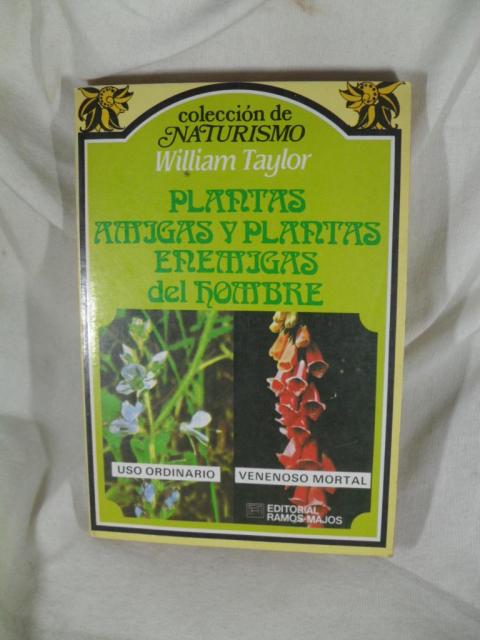 colección de
NATURISMO
William Taylor
PLANTAS
AMIGAS Y PLANTAS
ENEMIGAS
del HOMBRE
USO ORDINARIO
VENENOSO MORTAL
EDITORIAL
RAMOS-MAJOS